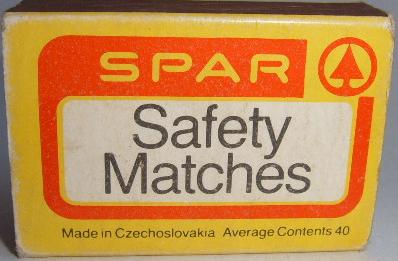 SPAR
Safety
Matches
Made in Czechoslovakia Average Contents 40